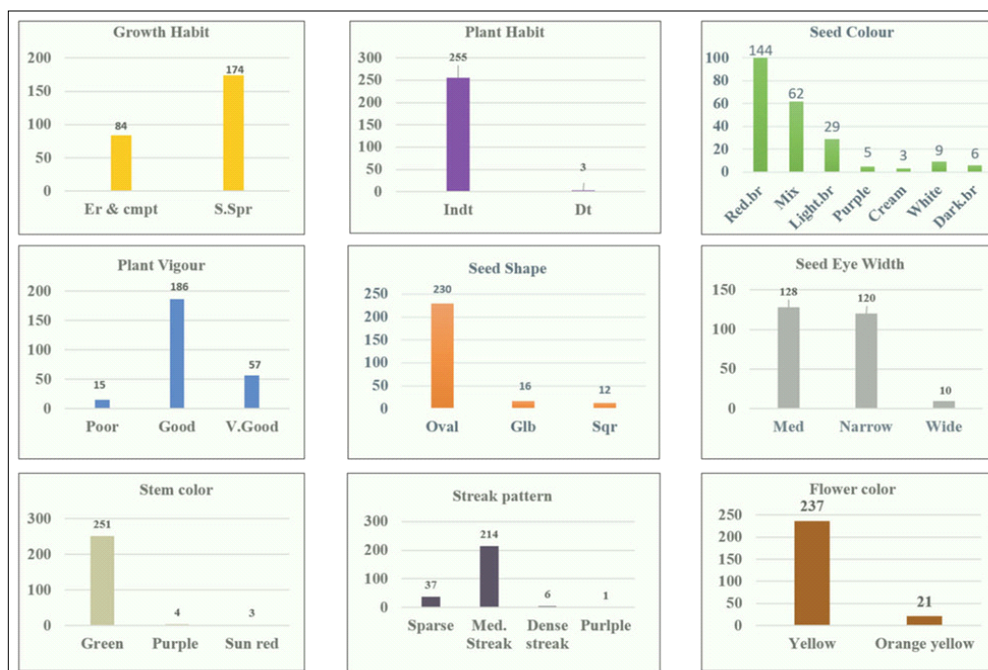 Growth Habit
200
150
100
50
0
84
174
Er & cmpt
S.Spr
Plant Habit
300
250
200
150
100
50
0
255
3
Indt
Dt
Seed Colour
100
80
60
40
20
0
144
62
29
5
3
9
6
Red.br
Mix
Light.br
Purple
Cream
White
Dark.br
Plant Vigour
200
150
100
50
0
15
186
57
Poor
Good
V.Good
Seed Shape
250
200
150
100
50
0
230
16
12
Oval
Glb
Sqr
Seed Eye Width
150
100
50
0
128
120
10
Med
Narrow
Wide
Stem color
300
200
100
0
251
4
3
Green
Purple
Sun red
Streak pattern
300
200
100
0
37
214
6
1
Sparse
Med.
Streak
Dense
streak
Purlple
Flower color
250
200
150
100
50
0
237
21
Yellow
Orange yellow